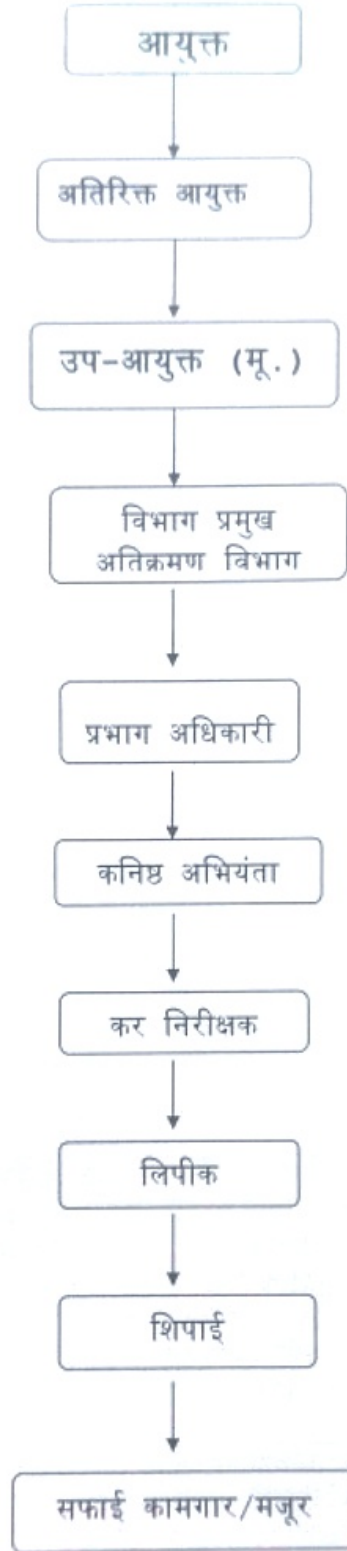 आयुक्त
अतिरिक्त आयुक्त
उप-आयुक्त (मू.)
विभाग प्रमुख
अतिक्रमण विभाग
प्रभाग अधिकारी
कनिष्ठ अभियंता
कर निरीक्षक
लिपीक
शिपाई
सफाई कामगार/मजूर